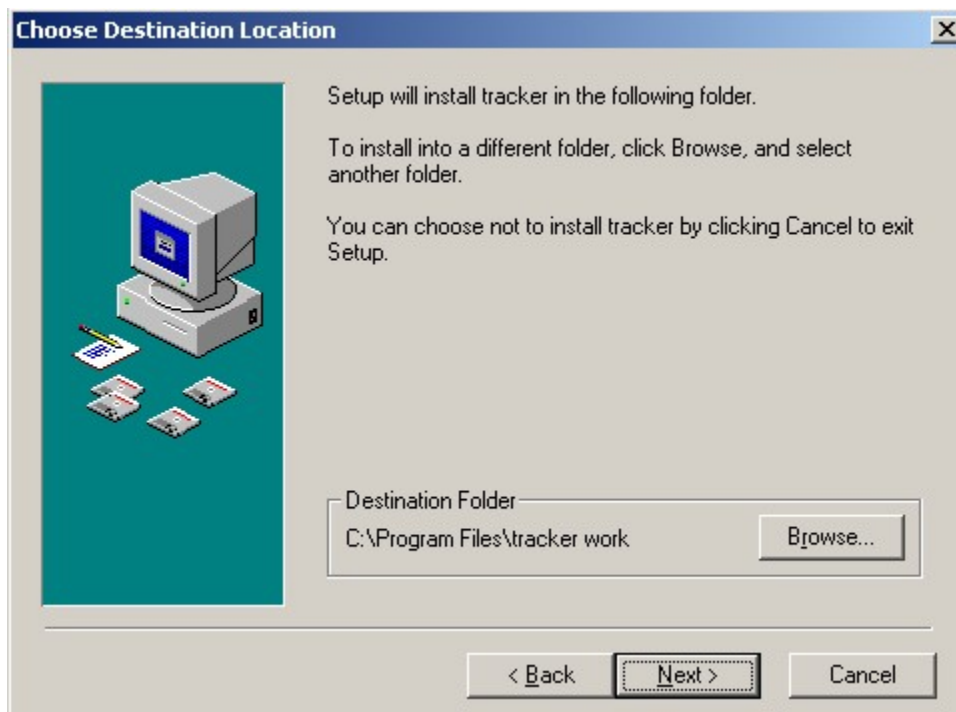 Choose Destination Location
Setup will install tracker in the following folder.
To install into a different folder, click Browse, and select
another folder.
You can choose not to install tracker by clicking Cancel to exit
Setup.
Destination Folder
C:\Program Files\tracker work
Browse...
< Back
Next >
Cancel